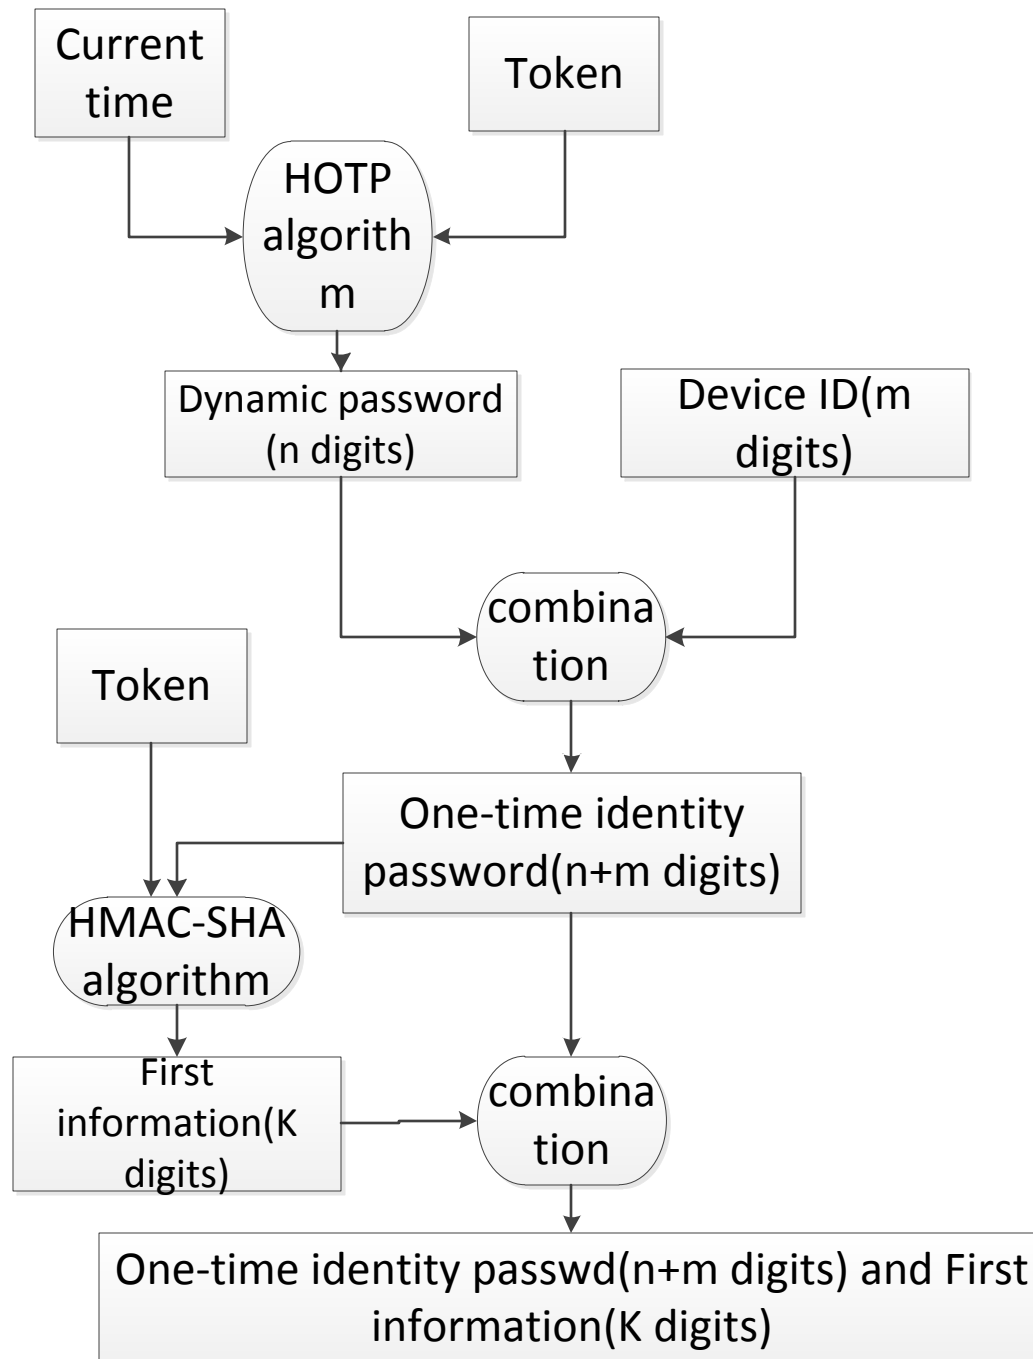 Current
time
Token
HOTP
algorith
m
Dynamic password
(n digits)
Device ID(m
digits)
combina
tion
Token
One-time identity
password(n+m digits)
HMAC-SHA
algorithm
First
information(K
digits)
combina
tion
One-time identity passwd(n+m digits) and First
information(K digits)